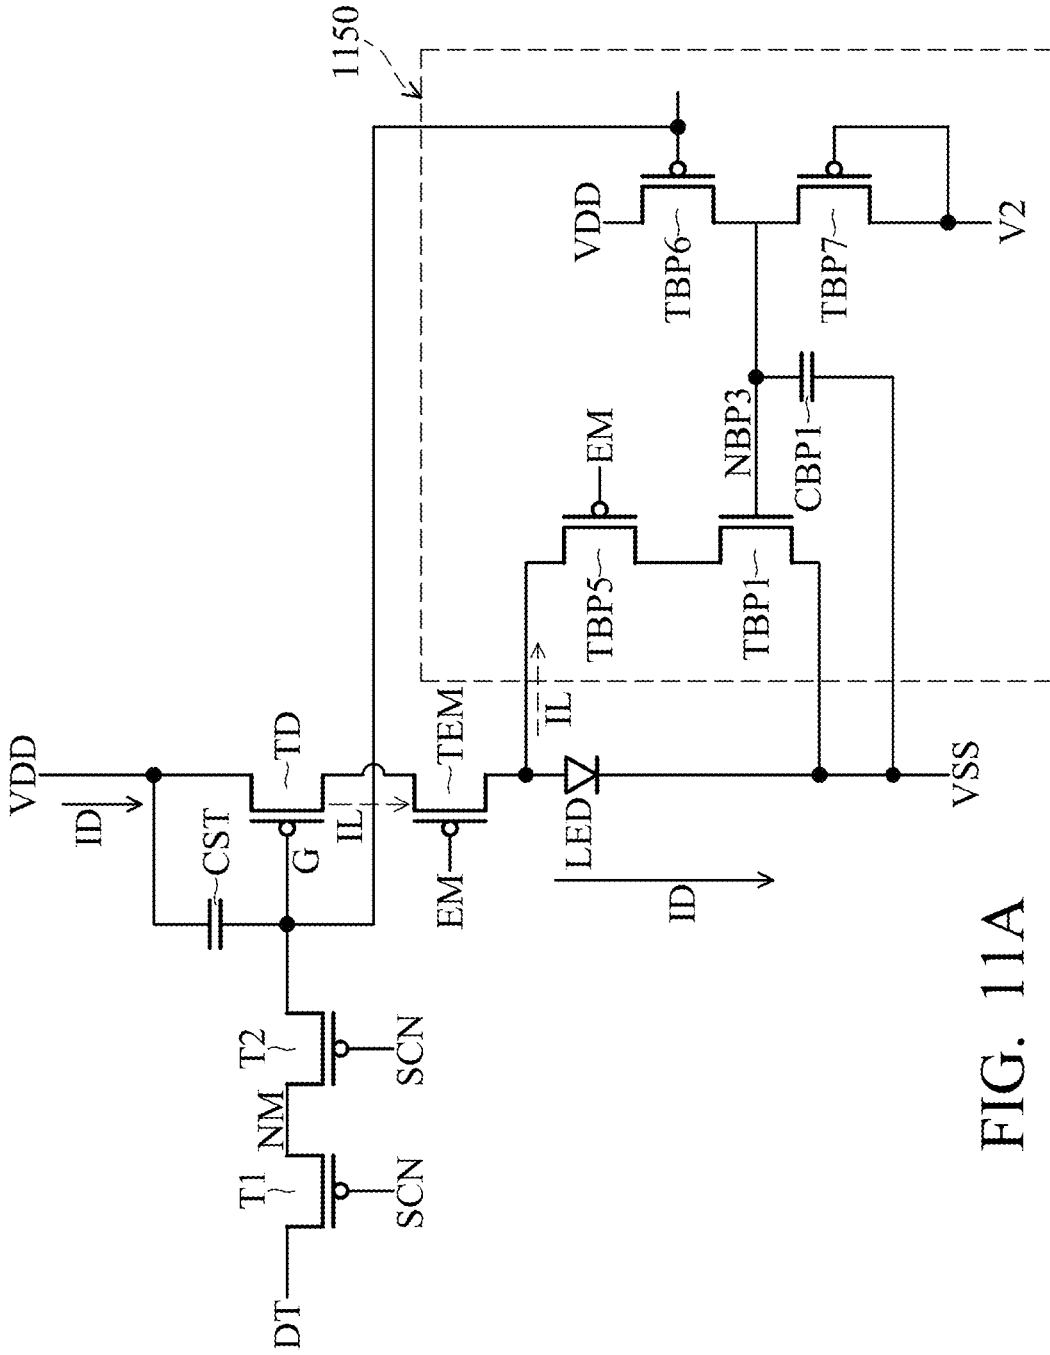 1150
VDD
ID
CST
TD
G
IL
TEM
EM
T2
NM
T1
SCN
SCN
DT
IL
LED
ID
VSS
VDD
TBP6
TBP7
V2
EM
TBP5
NBP3
TBP1
CBP1
FIG. 11A